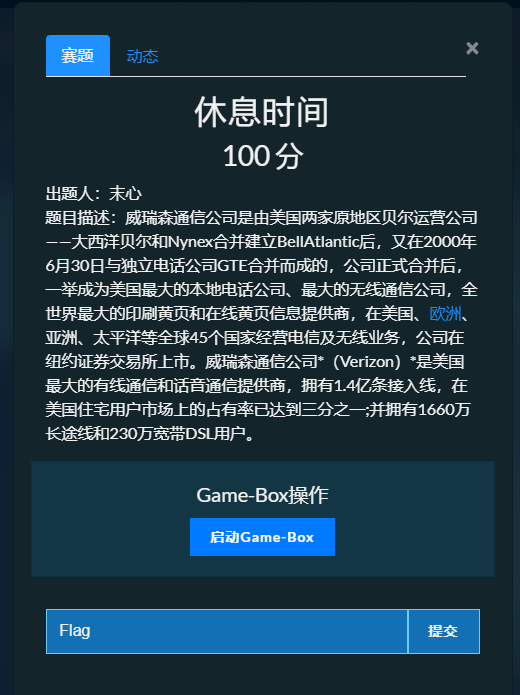 赛题 动态 ×
休息时间
100 分
出题人：末心
题目描述：威瑞森通信公司是由美国两家原地区贝尔运营公司
——大西洋贝尔和Nynex合并建立BellAtlantic后，又在2000年
6月30日与独立电话公司GTE合并而成的，公司正式合并后，
一举成为美国最大的本地电话公司、最大的无线通信公司，全
世界最大的印刷黄页和在线黄页信息提供商，在美国、欧洲、
亚洲、太平洋等全球45个国家经营电信及无线业务，公司在
纽约证券交易所上市。威瑞森通信公司*（Verizon）*是美国
最大的有线通信和话音通信提供商，拥有1.4亿条接入线，在
美国住宅用户市场上的占有率已达到三分之一;并拥有1660万
长途线和230万宽带DSL用户。
Game-Box操作
启动Game-Box
Flag 提交